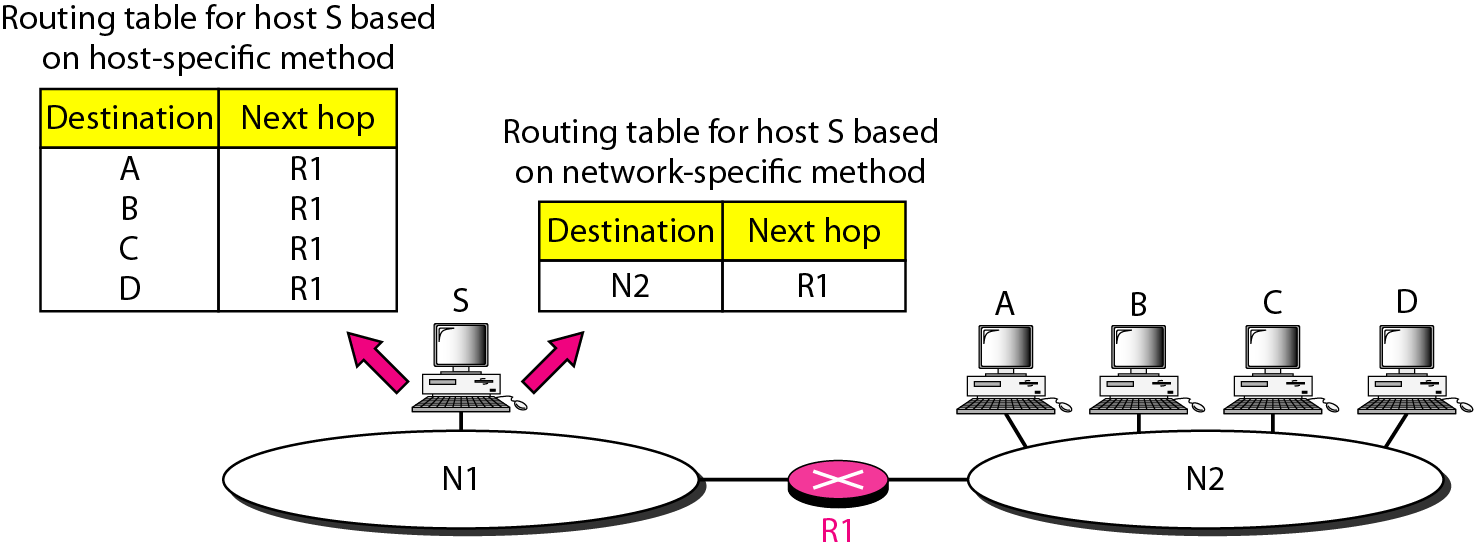 Routing table for host S based
on host-specific method
Destination Next hop
A R1
B R1
C R1
D R1
Routing table for host S based
on network-specific method
Destination Next hop
N2 R1
S
A B C D
N1
N2
R1